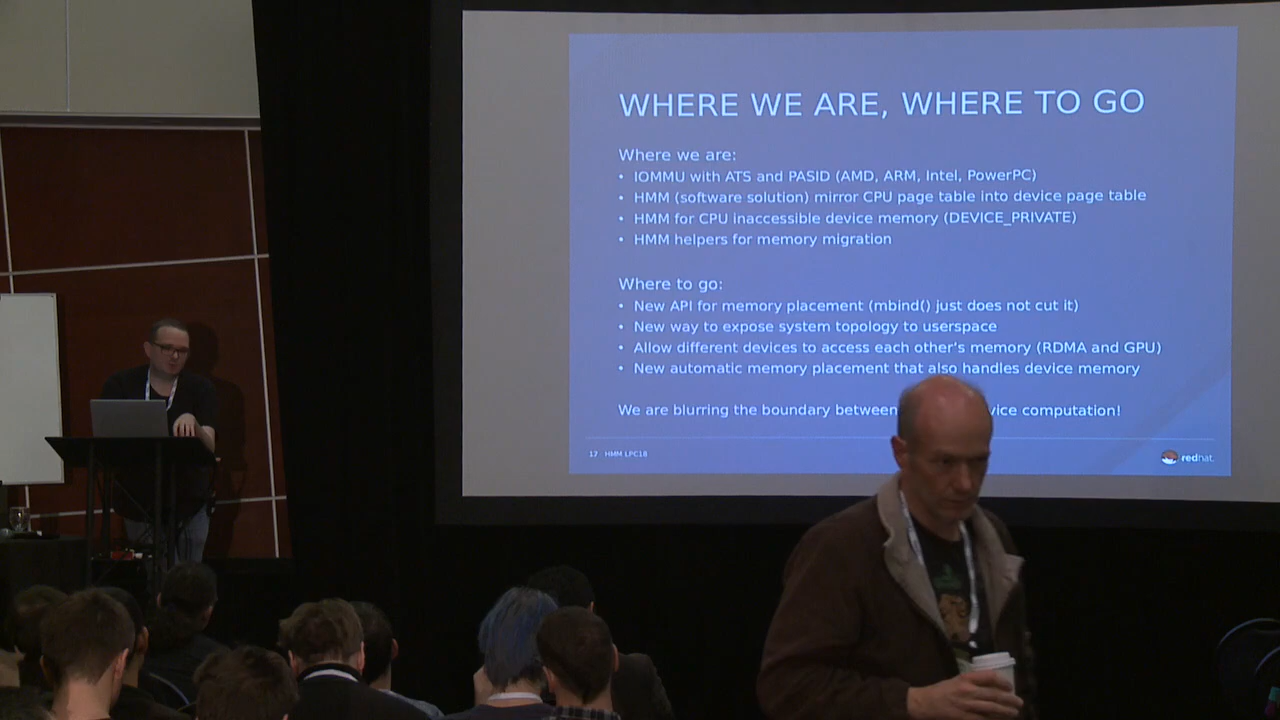 WHERE WE ARE, WHERE TO GO
Where we are:
• IOMMU with ATS and PASID (AMD, ARM, Intel, PowerPC)
• HMM (software solution) mirror CPU page table into device page table
• HMM for CPU inaccessible device memory (DEVICE_PRIVATE)
• HMM helpers for memory migration
Where to go:
• New API for memory placement (mbind() just does not cut it)
• New way to expose system topology to userspace
• Allow different devices to access each other's memory (RDMA and GPU)
• New automatic memory placement that also handles device memory
We are blurring the boundary between vice computation!
17 HMM LPC18
redhat.